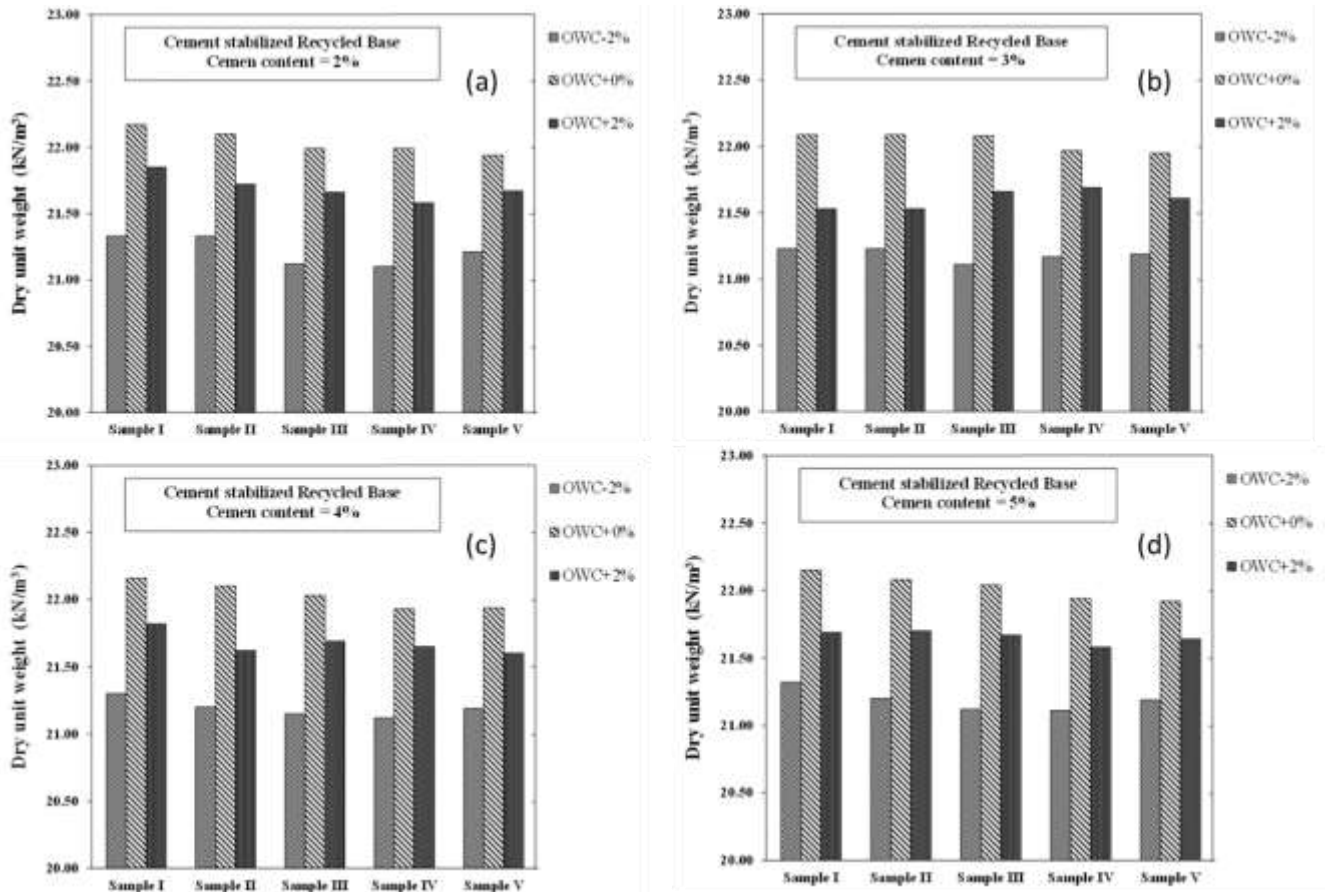 23.00
22.50
22.00
21.50
21.00
20.50
20.00
Dry unit weight (kN/m³)
Cement stabilized Recycled Base
Cemen content = 2%
(a)
OWC-2%
OWC+0%
OWC+2%
Sample I Sample II Sample III Sample IV Sample V
23.00
22.50
22.00
21.50
21.00
20.50
20.00
Dry unit weight (kN/m³)
Cement stabilized Recycled Base
Cemen content = 3%
(b)
OWC-2%
OWC+0%
OWC+2%
Sample I Sample II Sample III Sample IV Sample V
23.00
22.50
22.00
21.50
21.00
20.50
20.00
Dry unit weight (kN/m³)
Cement stabilized Recycled Base
Cemen content = 4%
(c)
OWC-2%
OWC+0%
OWC+2%
Sample I Sample II Sample III Sample IV Sample V
23.00
22.50
22.00
21.50
21.00
20.50
20.00
Dry unit weight (kN/m³)
Cement stabilized Recycled Base
Cemen content = 5%
(d)
OWC-2%
OWC+0%
OWC+2%
Sample I Sample II Sample III Sample IV Sample V